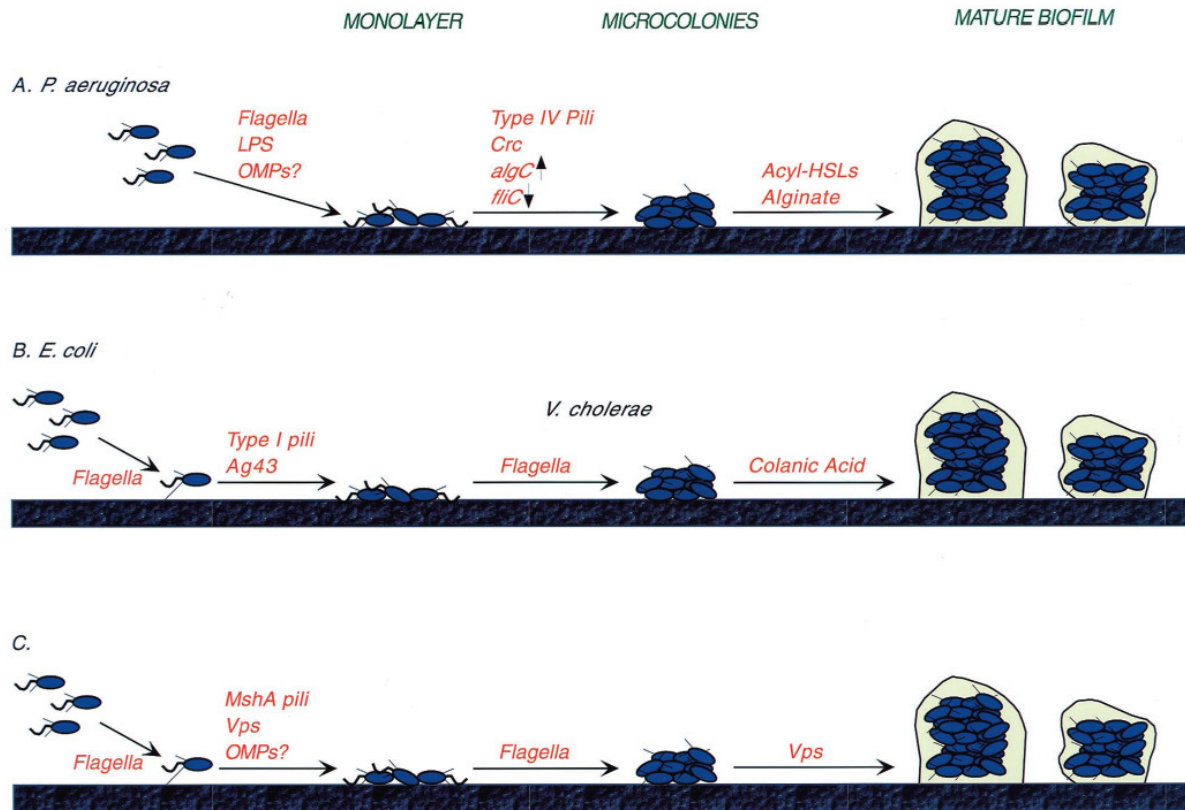 MONOLAYER
MICROCOLONIES
MATURE BIOFILM
A. P. aeruginosa
Flagella
LPS
OMPs?
Type IV Pili
Crc
algC
fliC
Acyl-HSLs
Alginate
B. E. coli
V. cholerae
Flagella
Type I pili
Ag43
Flagella
Colanic Acid
C.
Flagella
MshA pili
Vps
OMPs?
Flagella
Vps